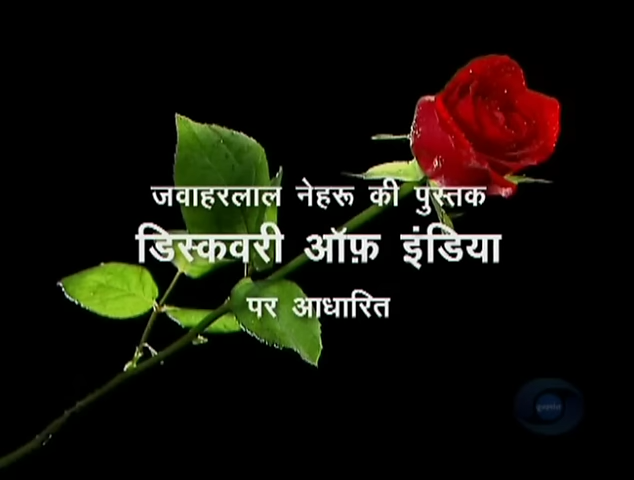 जवाहरलाल नेहरू की पुस्तक
डिस्कवरी ऑफ़ इंडिया
पर आधारित